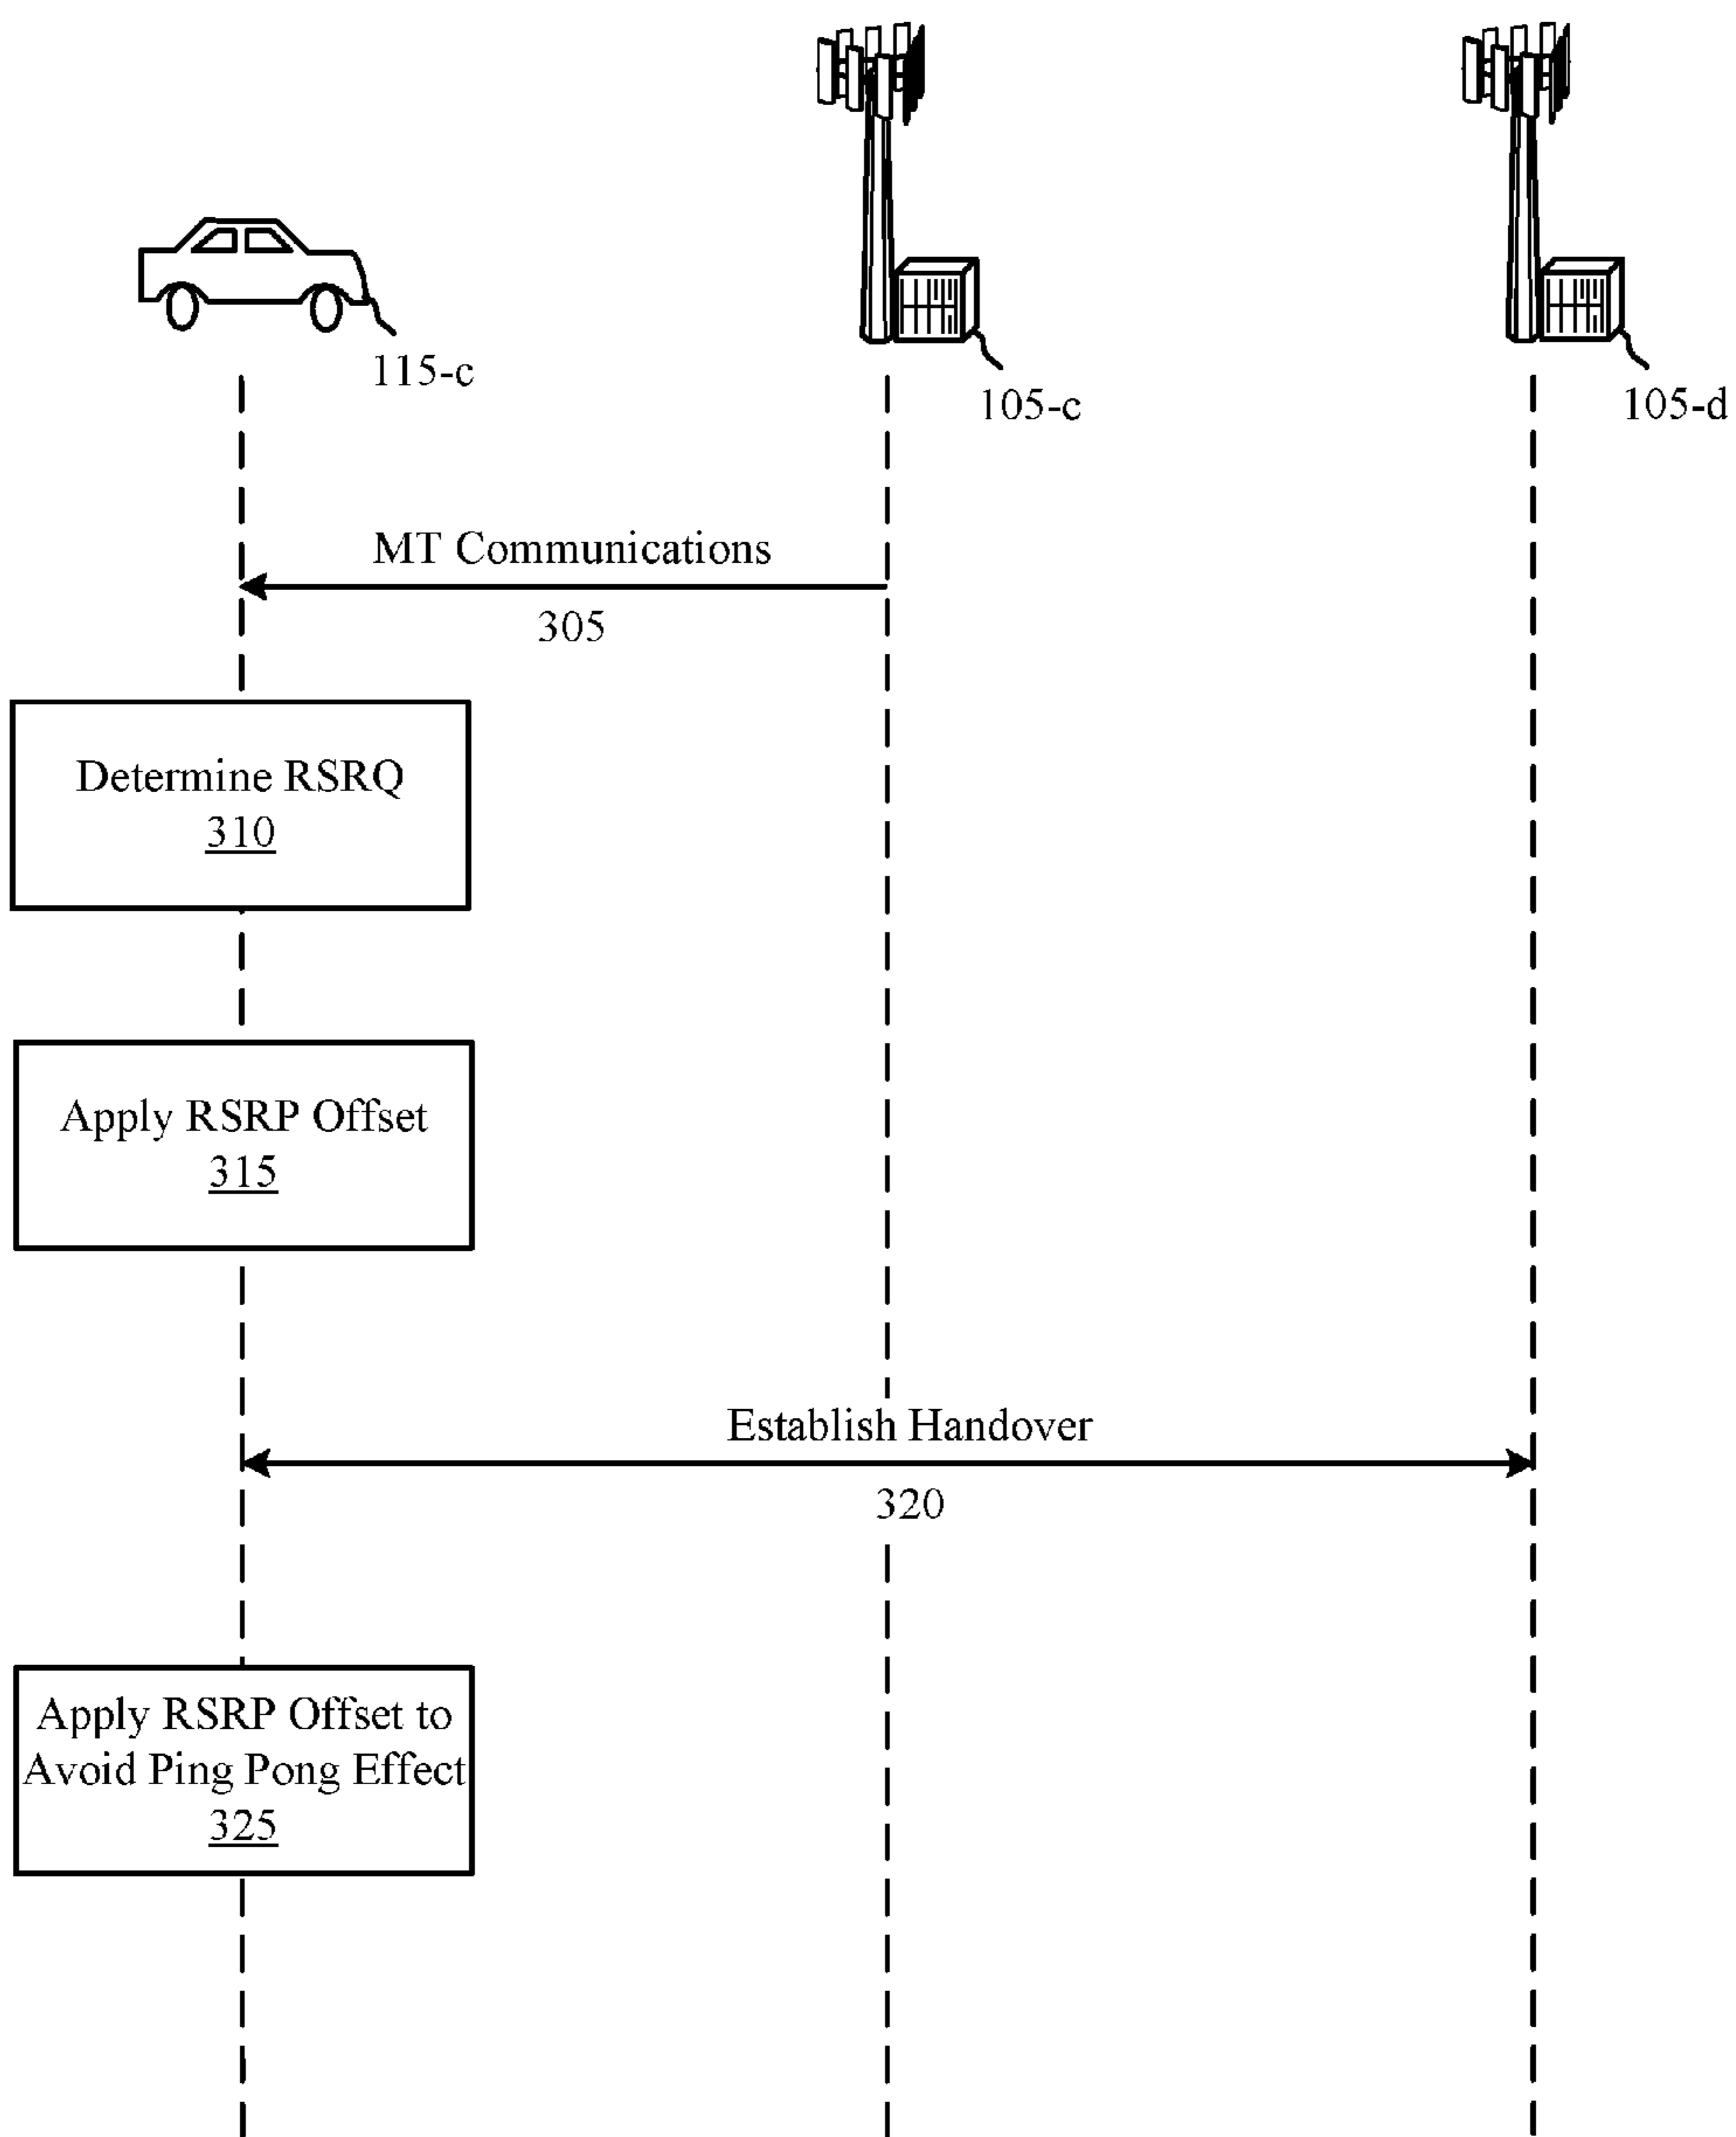 115-c
105-c
105-d
MT Communications
305
Determine RSRQ
310
Apply RSRP Offset
315
Establish Handover
320
Apply RSRP Offset to
Avoid Ping Pong Effect
325